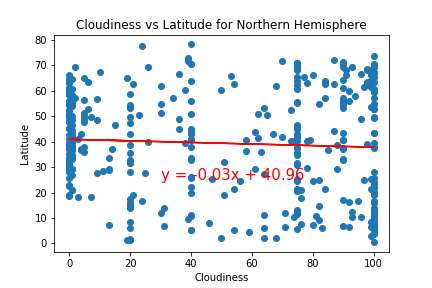 Cloudiness vs Latitude for Northern Hemisphere
80
70
60
50
40
30
20
10
0
Latitude
y = -0.03x + 40.96
0 20 40 60 80 100
Cloudiness